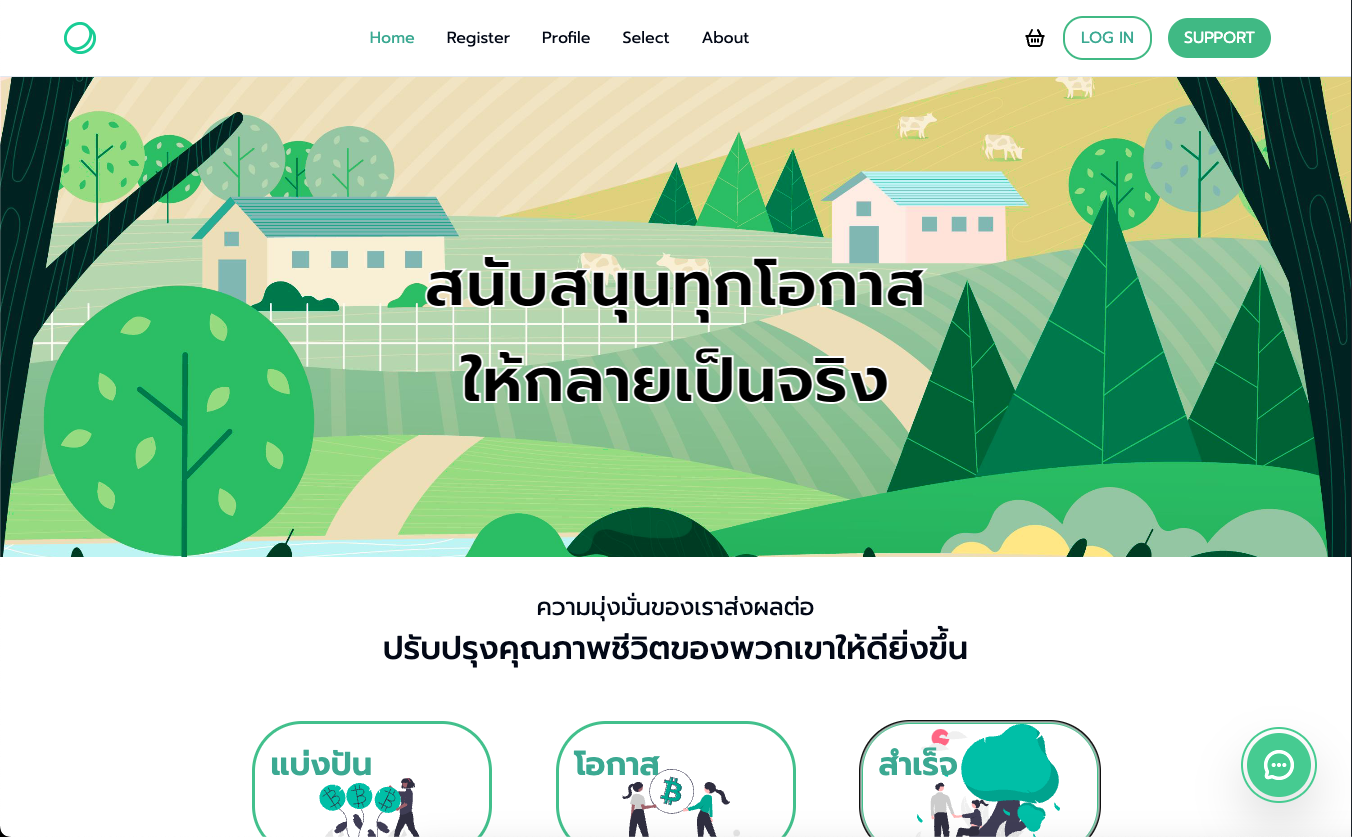 Home
Register
Profile
Select
About
LOG IN
SUPPORT
สนับสนุนทุกโอกาส
ให้กลายเป็นจริง
ความมุ่งมั่นของเราส่งผลต่อ
ปรับปรุงคุณภาพชีวิตของพวกเขาให้ดียิ่งขึ้น
แบ่งปัน
โอกาส
สำเร็จ